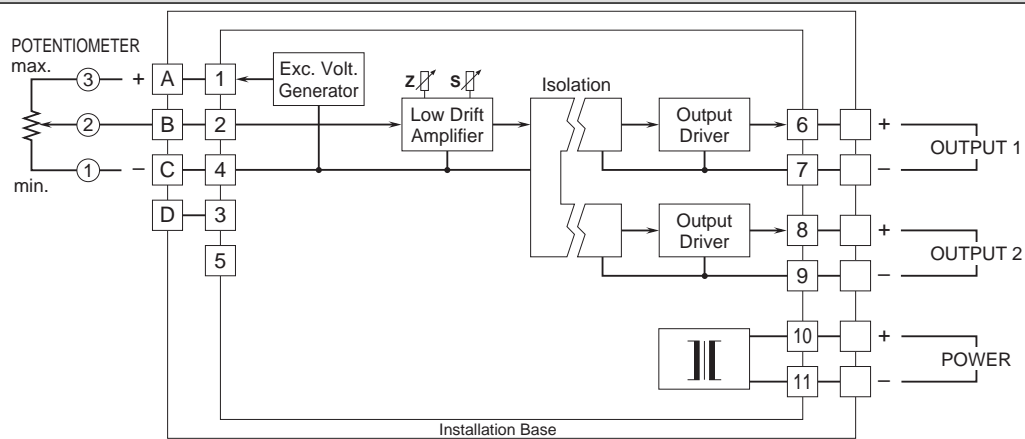 POTENTIOMETER
max.
3 + A 1
Exc. Volt.
Generator
Z S
Isolation
2 B 2
Low Drift
Amplifier
Output
Driver
6 +
OUTPUT 1
1 – C 4
7 –
min.
D 3
Output
Driver
8 +
OUTPUT 2
5
9 –
10 +
POWER
11 –
Installation Base